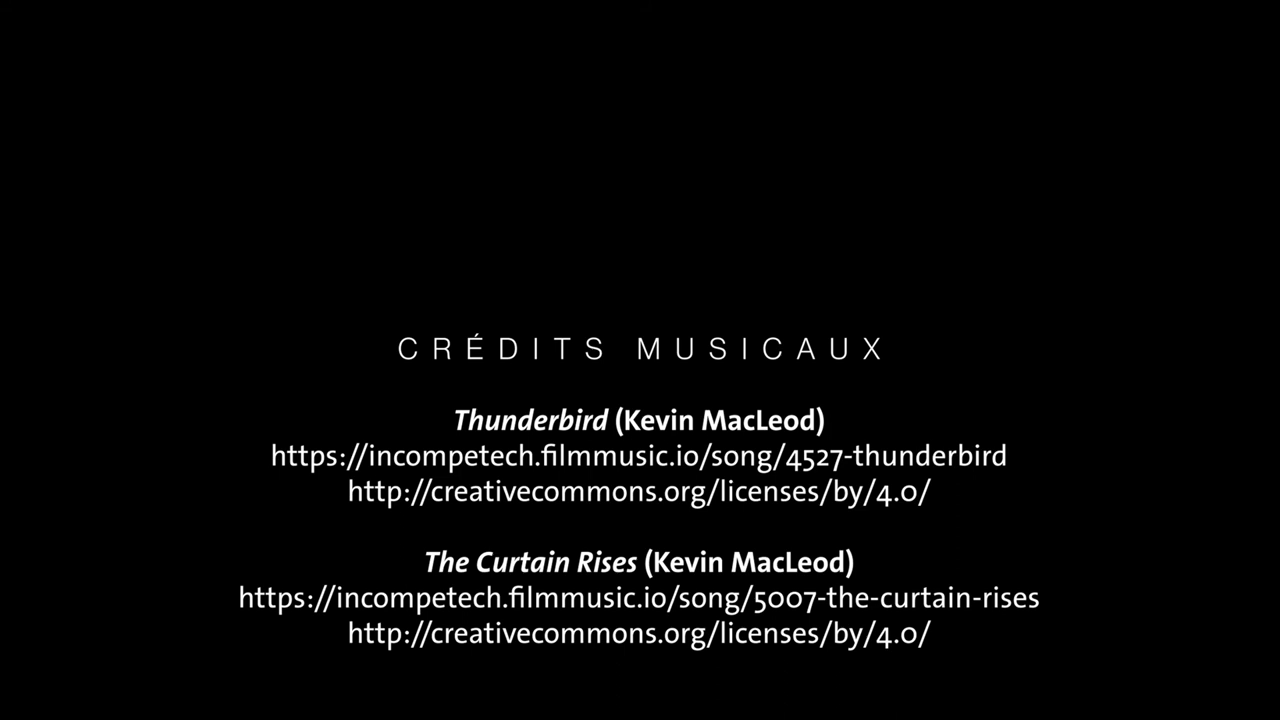 CRÉDITS MUSICAUX
Thunderbird (Kevin MacLeod)
https://incompetech.filmmusic.io/song/4527-thunderbird
http://creativecommons.org/licenses/by/4.0/
The Curtain Rises (Kevin MacLeod)
https://incompetech.filmmusic.io/song/5007-the-curtain-rises
http://creativecommons.org/licenses/by/4.0/